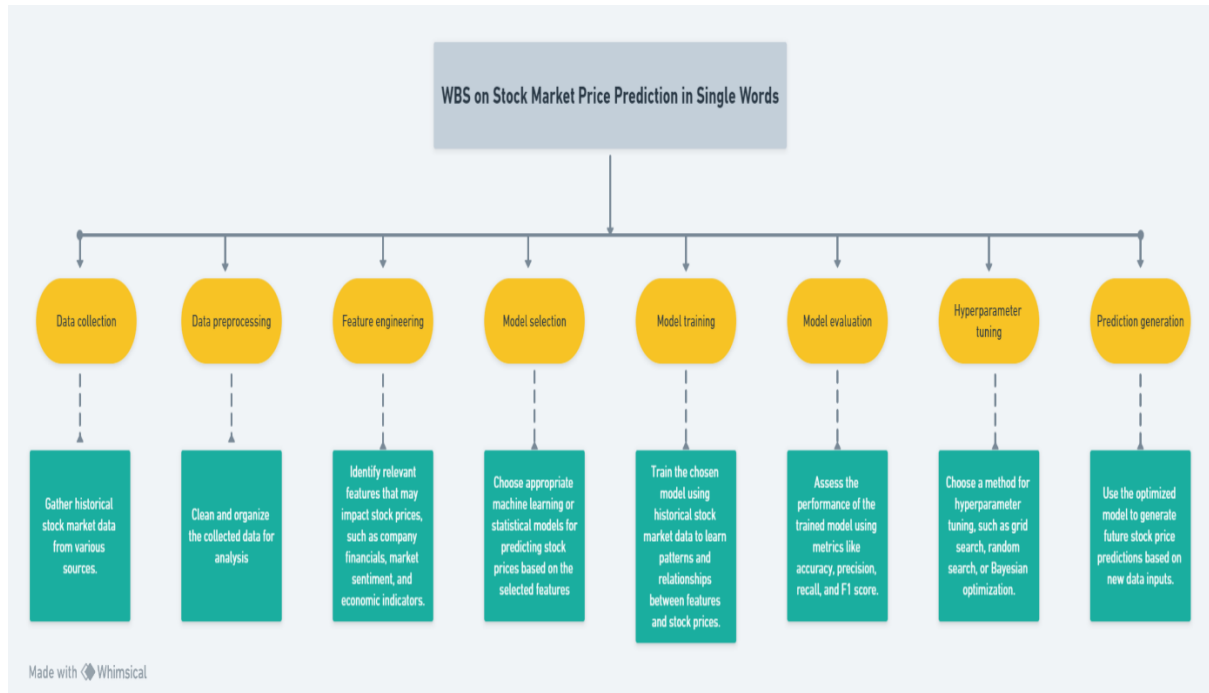 WBS on Stock Market Price Prediction in Single Words
Data collection
Data preprocessing
Feature engineering
Model selection
Model training
Model evaluation
Hyperparameter
tuning
Prediction generation
Gather historical
stock market data
from various
sources.
Clean and organize
the collected data for
analysis
Identify relevant
features that may
impact stock prices,
such as company
financials, market
sentiment, and
economic indicators.
Choose appropriate
machine learning or
statistical models for
predicting stock
prices based on the
selected features
Train the chosen
model using
historical stock
market data to learn
patterns and
relationships
between features
and stock prices.
Assess the
performance of the
trained model using
metrics like
accuracy, precision,
recall, and F1 score.
Choose a method for
hyperparameter
tuning, such as grid
search, random
search, or Bayesian
optimization.
Use the optimized
model to generate
future stock price
predictions based on
new data inputs.
Made with Whimsical